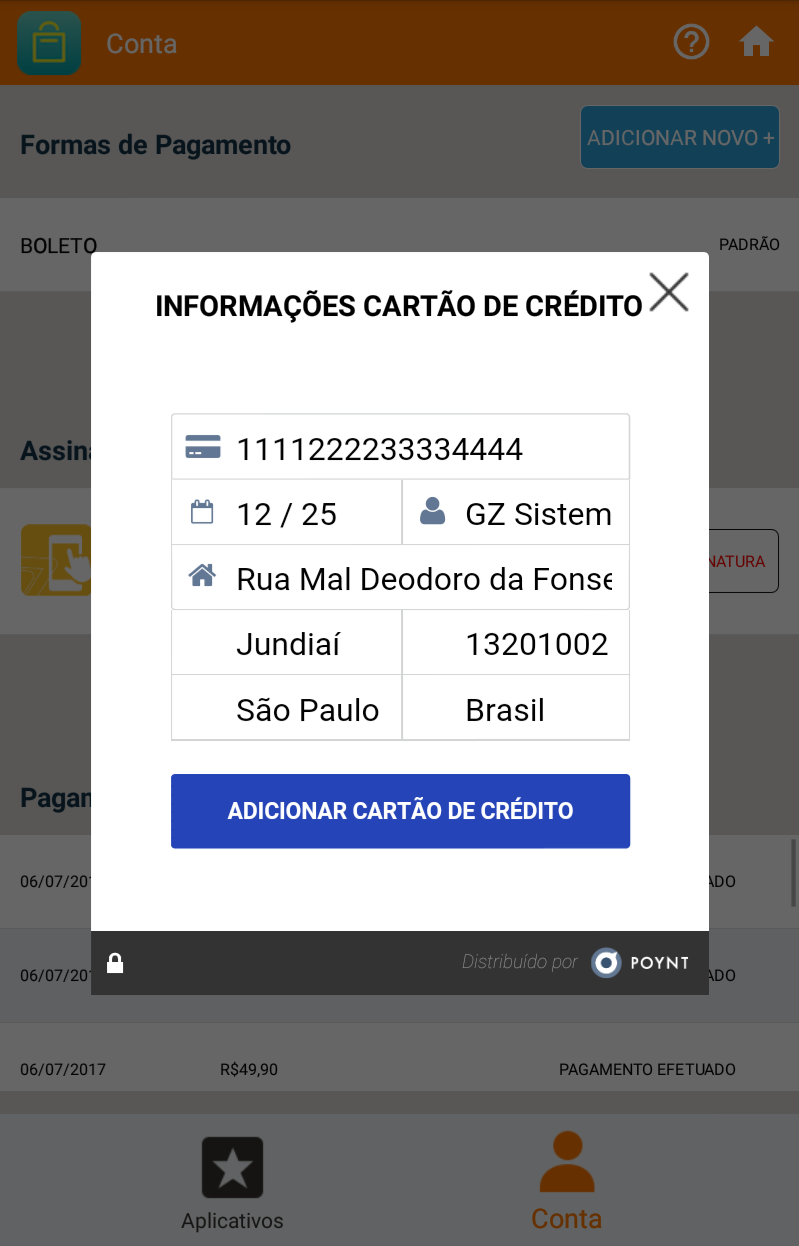 Conta
Formas de Pagamento
ADICIONAR NOVO +
BOLETO
PADRÃO
INFORMAÇÕES CARTÃO DE CRÉDITO
Assina
1111222233334444
12 / 25
GZ Sistem
NATURA
Rua Mal Deodoro da Fonse
Jundiaí
13201002
São Paulo
Brasil
Pagan
ADICIONAR CARTÃO DE CRÉDITO
06/07/201
ADO
06/07/201
ADO
Distribuído por POYNT
06/07/2017 R$49,90 PAGAMENTO EFETUADO
Aplicativos
Conta